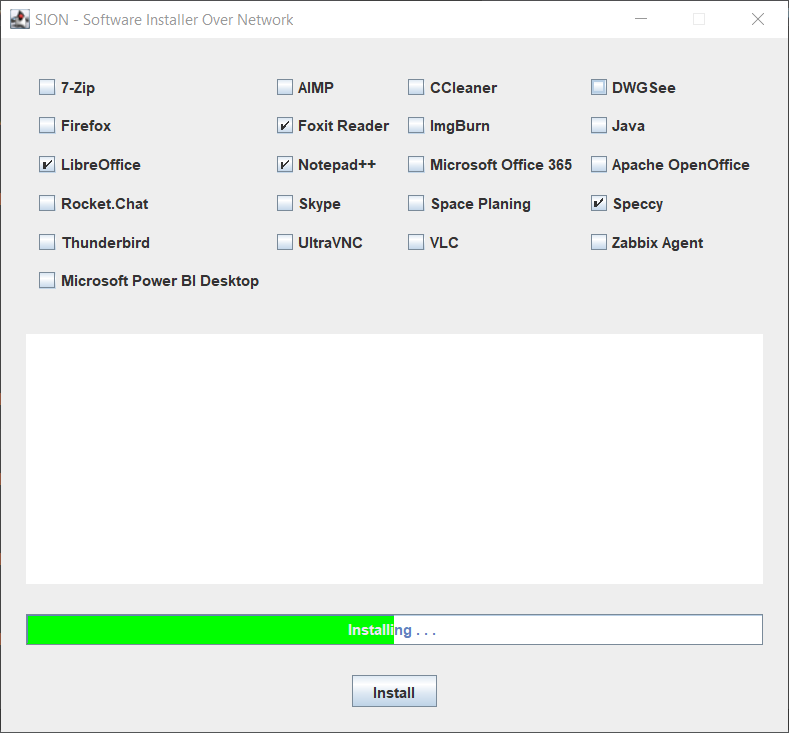 SION - Software Installer Over Network
7-Zip AIMP CCleaner DWGSee
Firefox Foxit Reader ImgBurn Java
LibreOffice Notepad++ Microsoft Office 365 Apache OpenOffice
Rocket.Chat Skype Space Planing Speccy
Thunderbird UltraVNC VLC Zabbix Agent
Microsoft Power BI Desktop
Installing . . .
Install